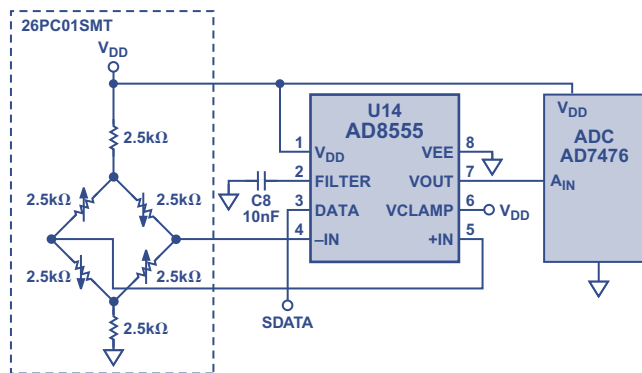 26PC01SMT
VDD
2.5kΩ
2.5kΩ
2.5kΩ
2.5kΩ
2.5kΩ
2.5kΩ
C8
10nF
SDATA
U14
AD8555
1
VDD
2
FILTER
3
DATA
4
–IN
VEE
8
VOUT
7
VCLAMP
6
VDD
+IN
5
VDD
ADC
AD7476
AIN